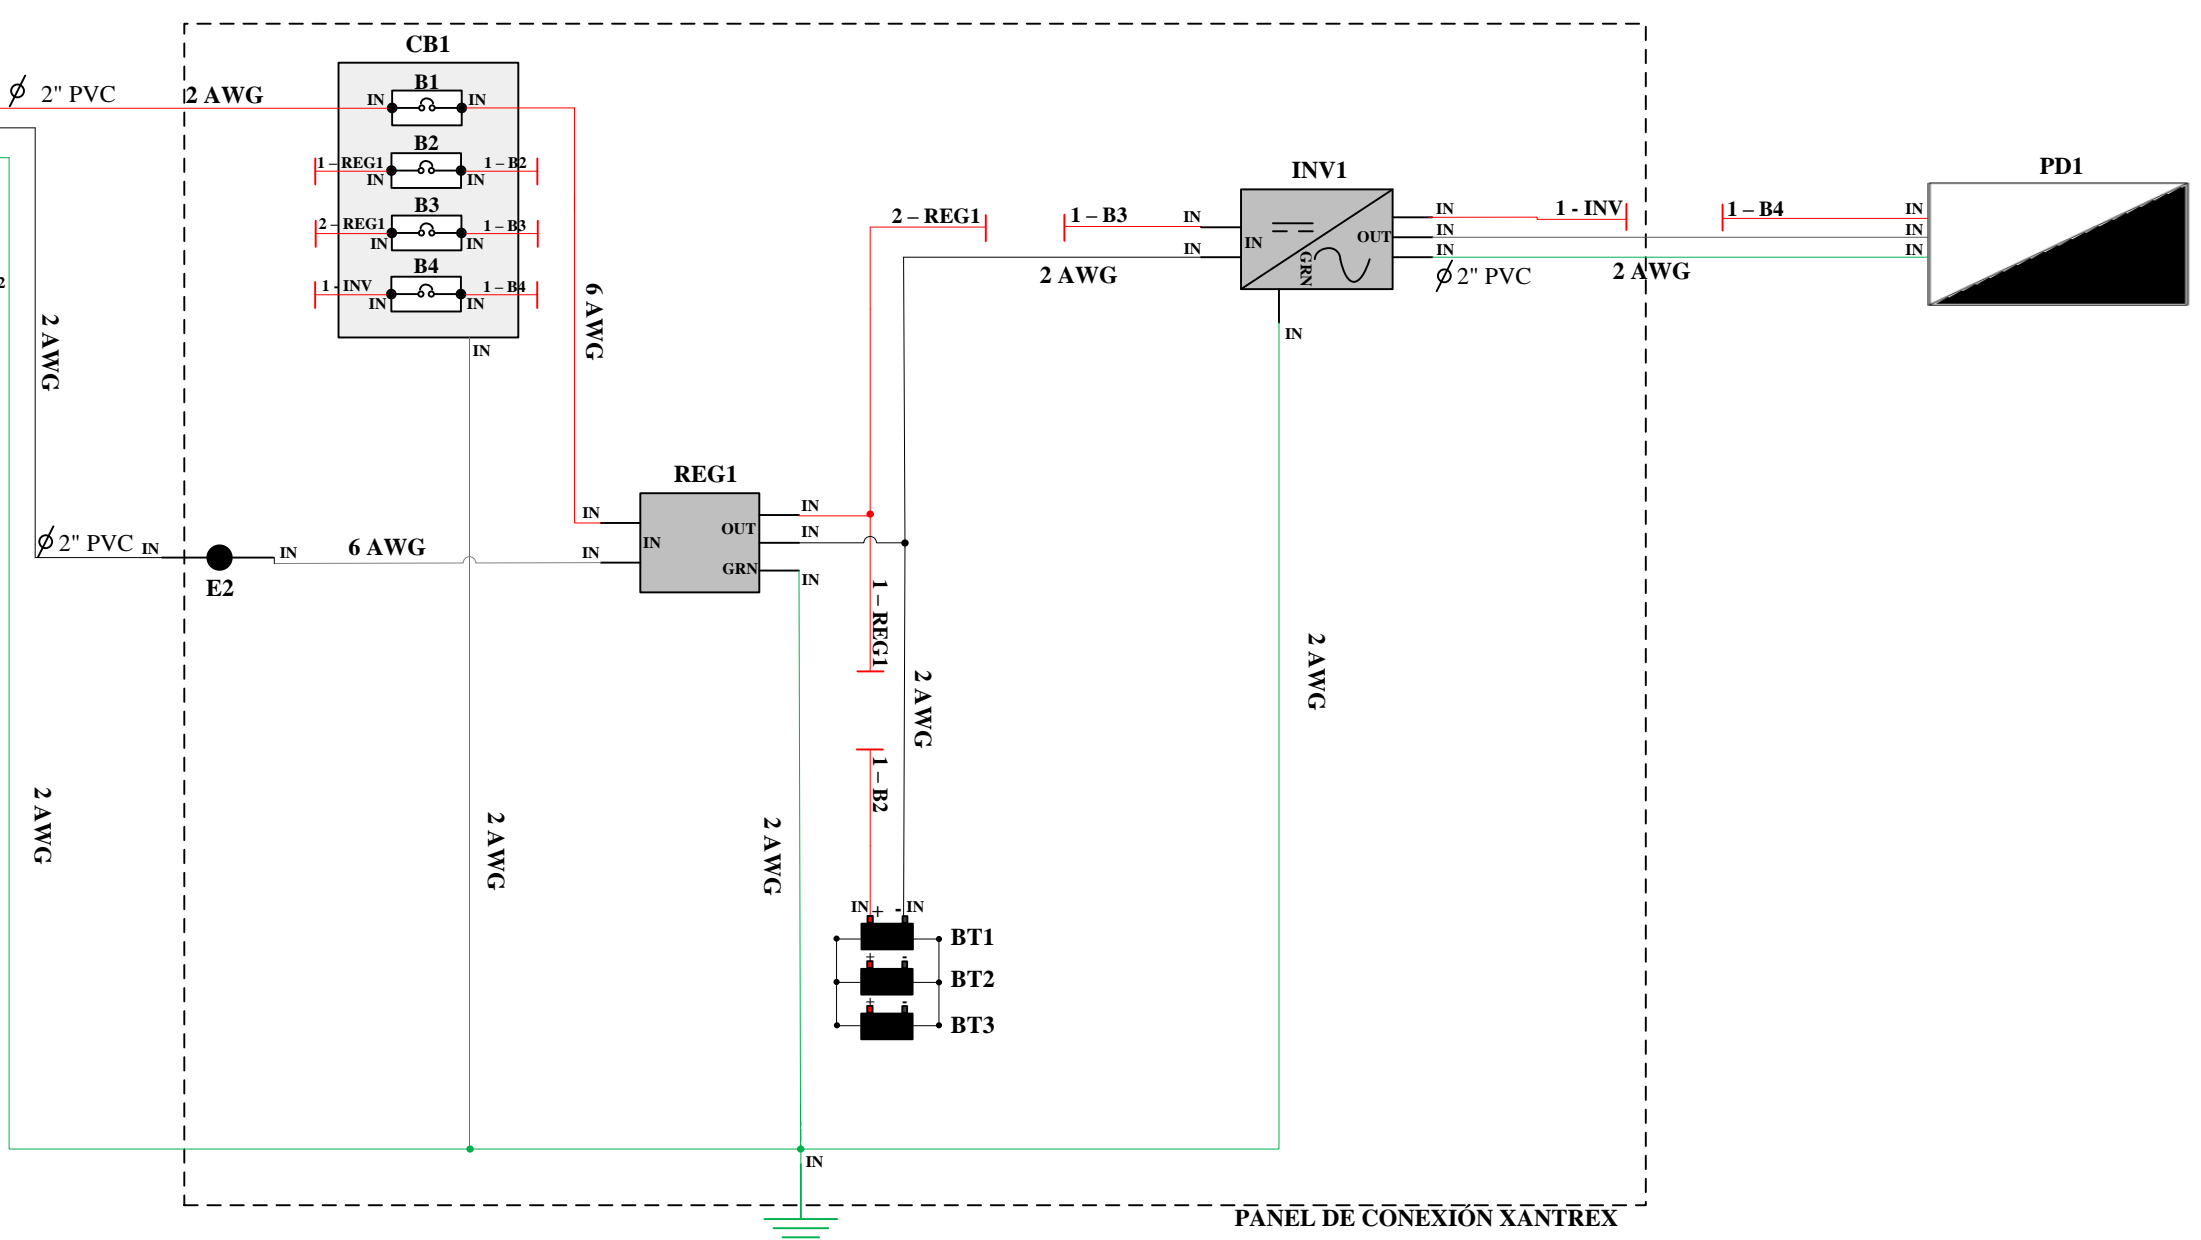 CB1
⌀ 2" PVC
2 AWG
B1
IN
IN
B2
1 – REG1
1 – B2
IN
IN
B3
2 – REG1
1 – B3
IN
IN
B4
1 - INV
1 – B4
IN
IN
IN
2
2 AWG
6 AWG
INV1
2 – REG1
1 – B3
IN
IN
IN
OUT
GRN
2 AWG
IN
IN
IN
1 - INV
⌀ 2" PVC
2 AWG
IN
PD1
1 – B4
IN
IN
IN
REG1
IN
IN
IN
OUT
GRN
IN
IN
IN
⌀ 2" PVC
IN
IN
E2
6 AWG
1 – REG1
2 AWG
2 AWG
1 – B2
2 AWG
2 AWG
2 AWG
IN
+
-
IN
BT1
+
-
BT2
+
-
BT3
IN
PANEL DE CONEXIÓN XANTREX